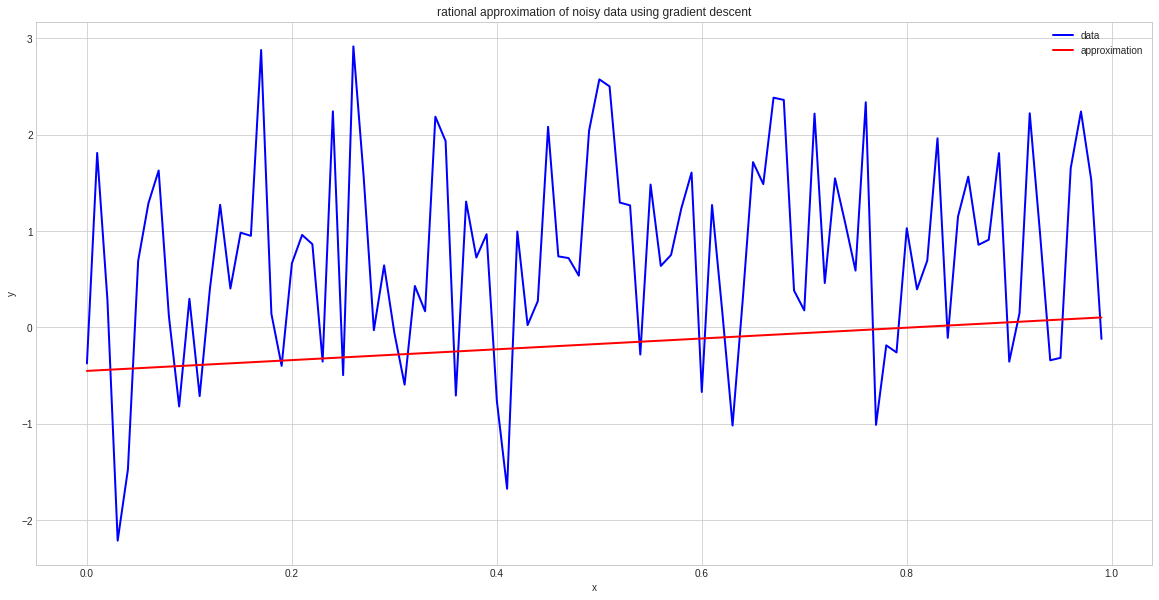 rational approximation of noisy data using gradient descent
data
approximation
3
2
1
0
−1
−2
y
0.0 0.2 0.4 0.6 0.8 1.0
x